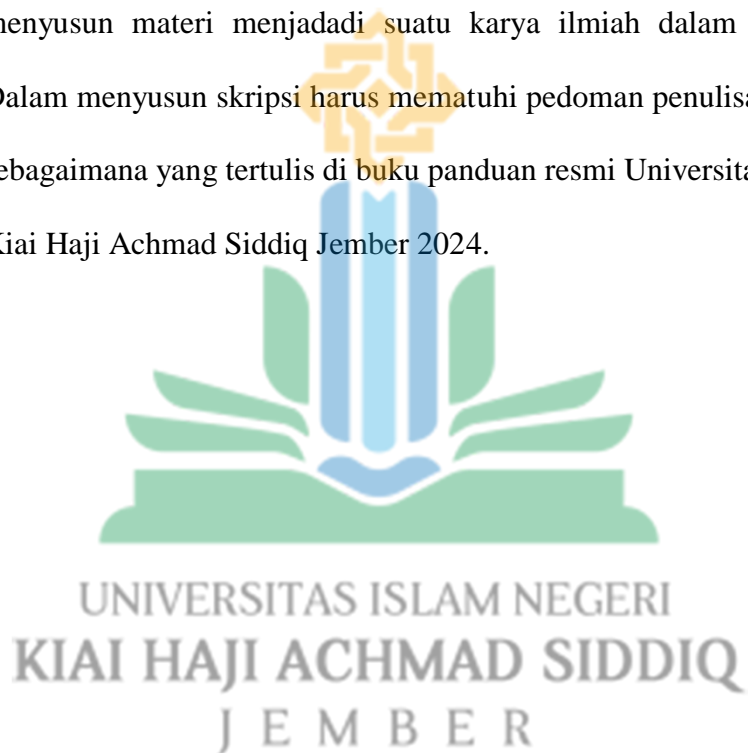 menyusun materi menjadadi suatu karya ilmiah dalam
Dalam menyusun skripsi harus mematuhi pedoman penulisa
sebagaimana yang tertulis di buku panduan resmi Universita
Kiai Haji Achmad Siddiq Jember 2024.
UNIVERSITAS ISLAM NEGERI
KIAI HAJI ACHMAD SIDDIQ
JEMBER